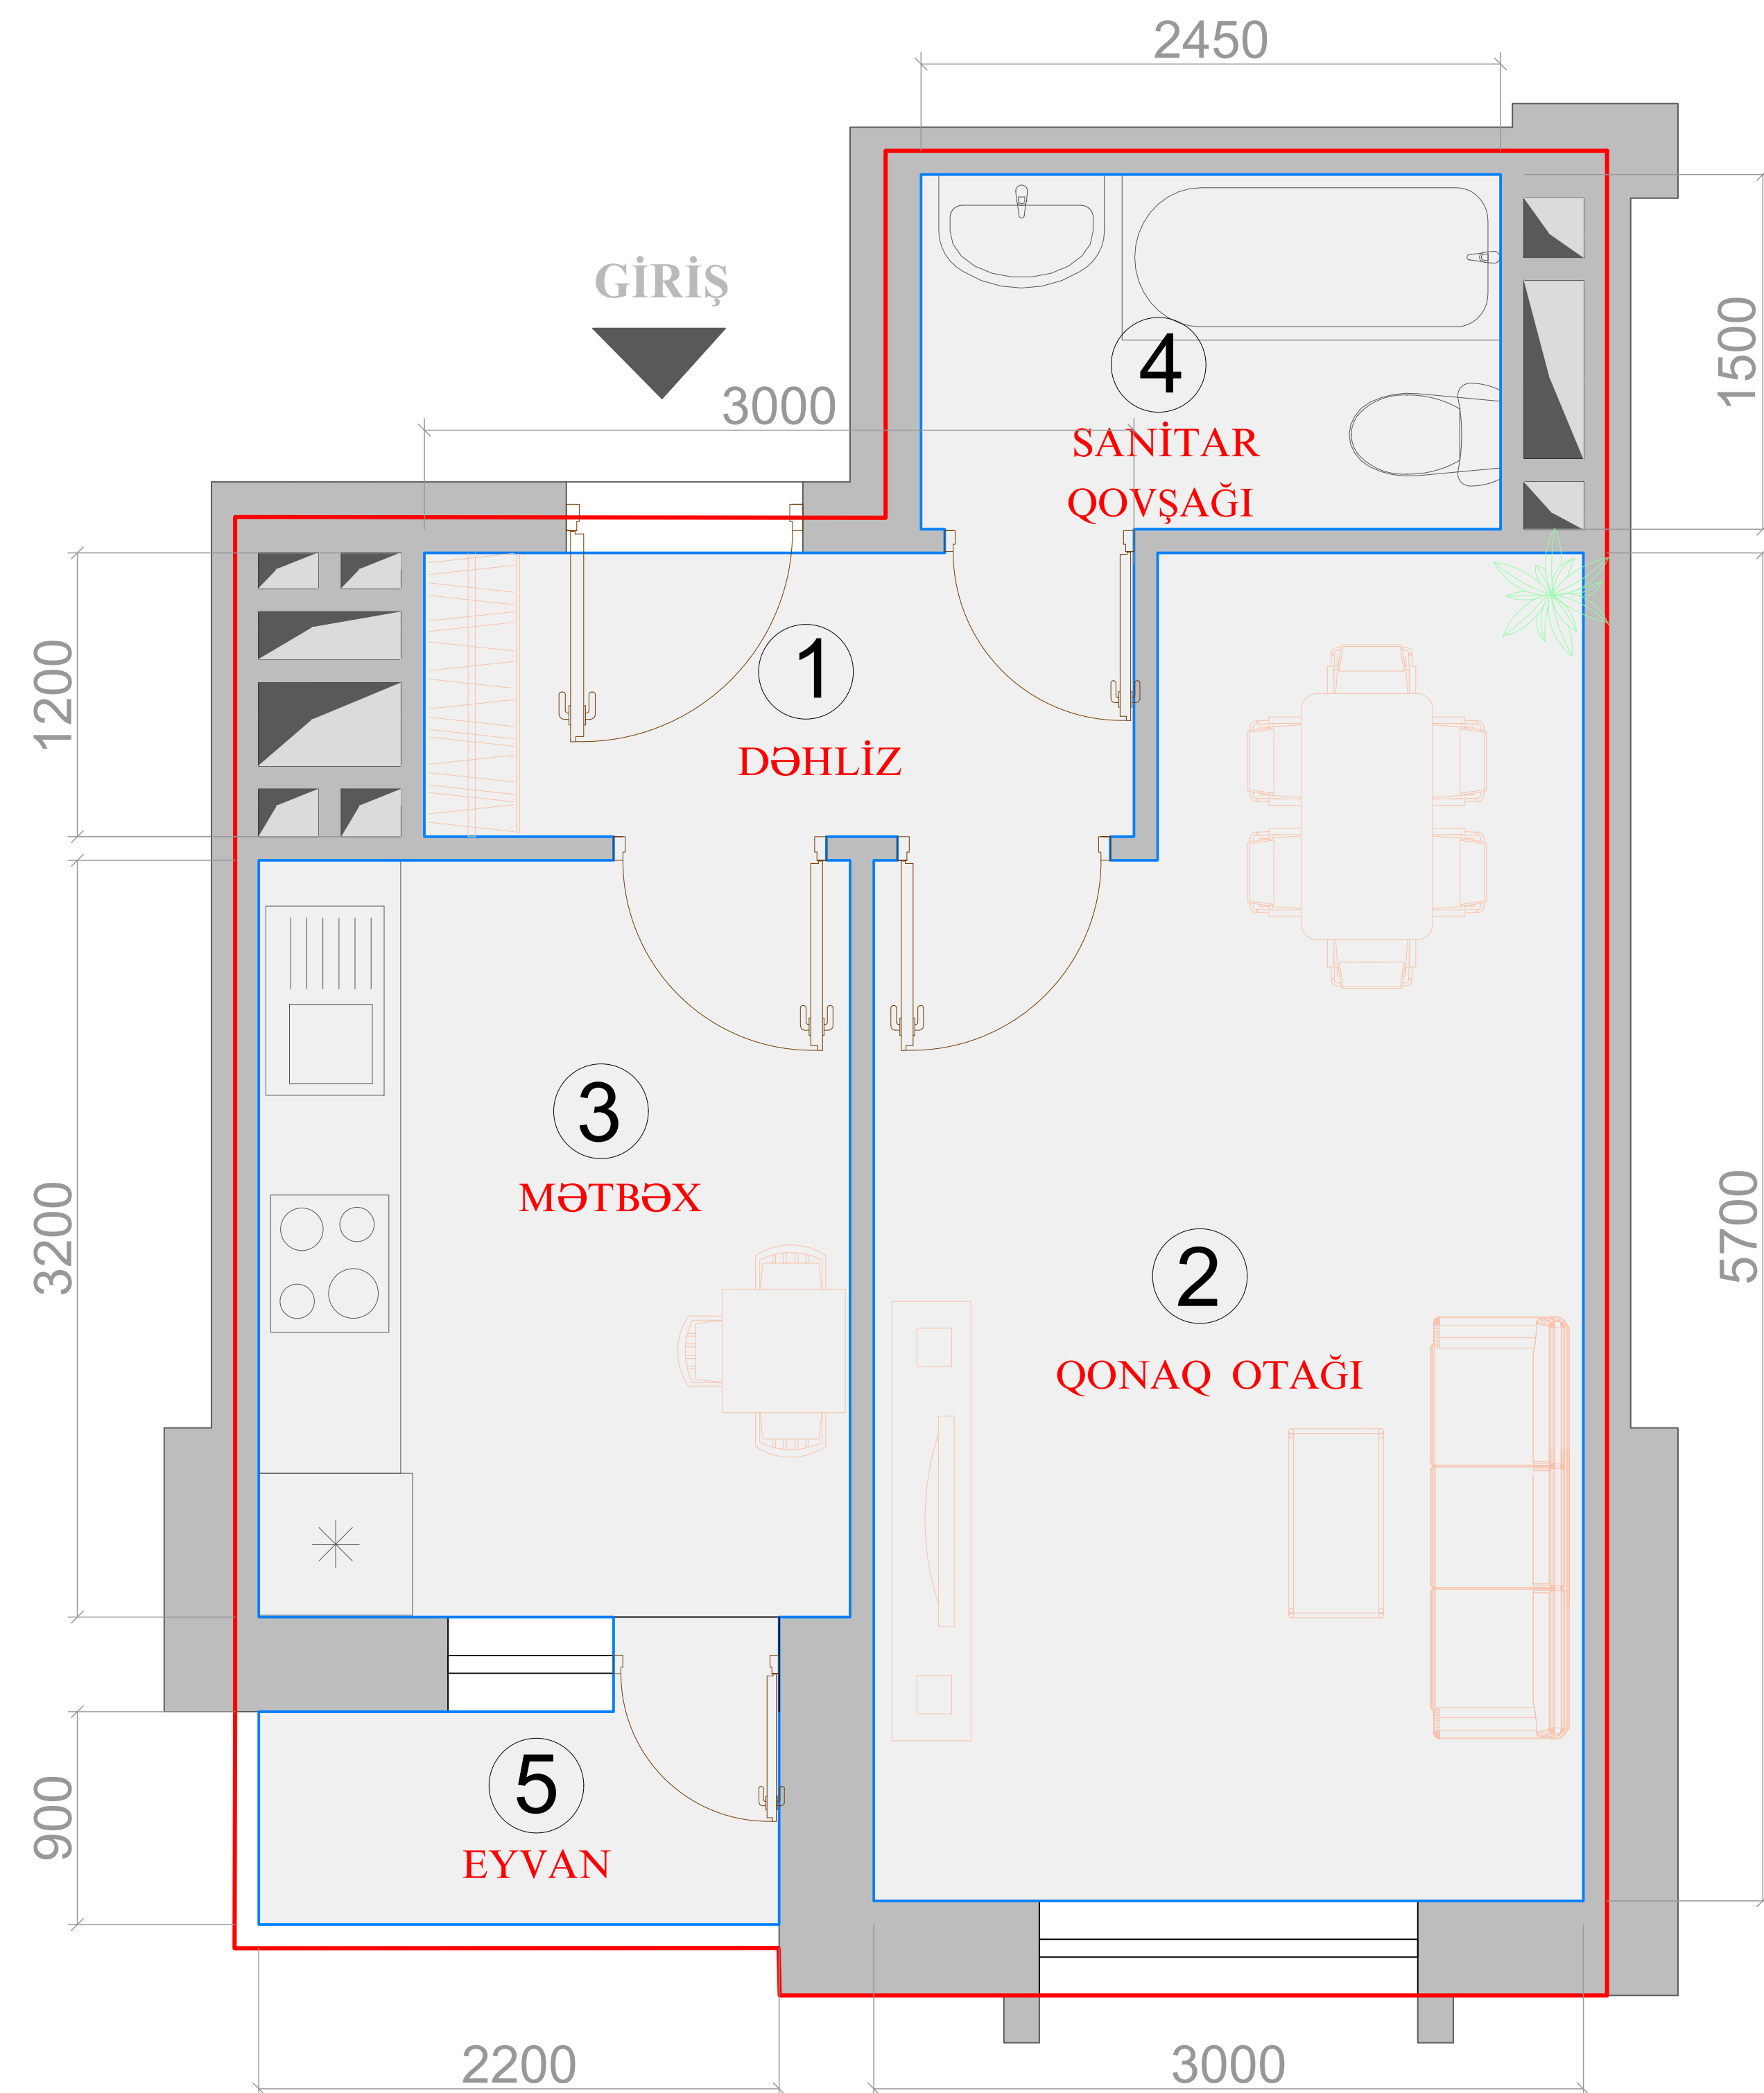 2450
GİRİŞ
3000
4
SANİTAR
QOVŞAĞI
1500
1
DƏHLİZ
1200
3
MƏTBƏX
3200
2
QONAQ OTAĞI
5700
5
EYVAN
900
2200
3000